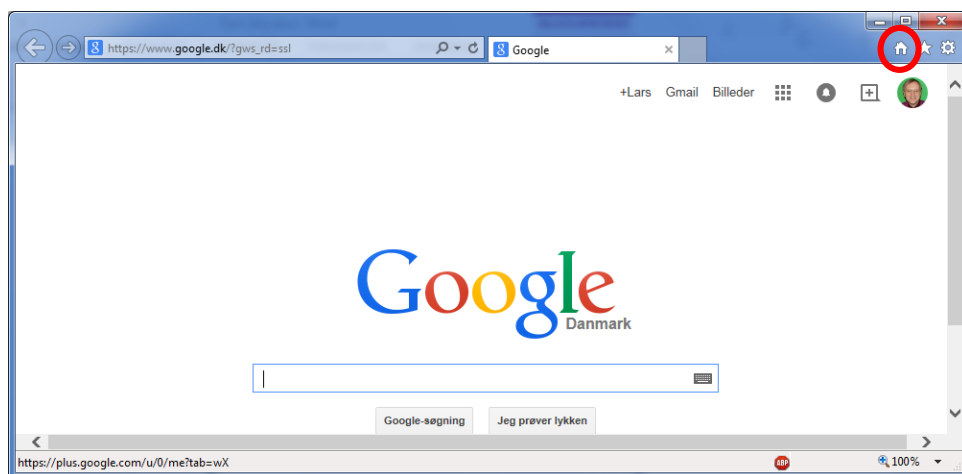 https://www.google.dk/?gws_rd=ssl
8 Google
+Lars Gmail Billeder
Google
Danmark
Google-søgning Jeg prøver lykken
https://plus.google.com/u/0/me?tab=wX ABP 100%